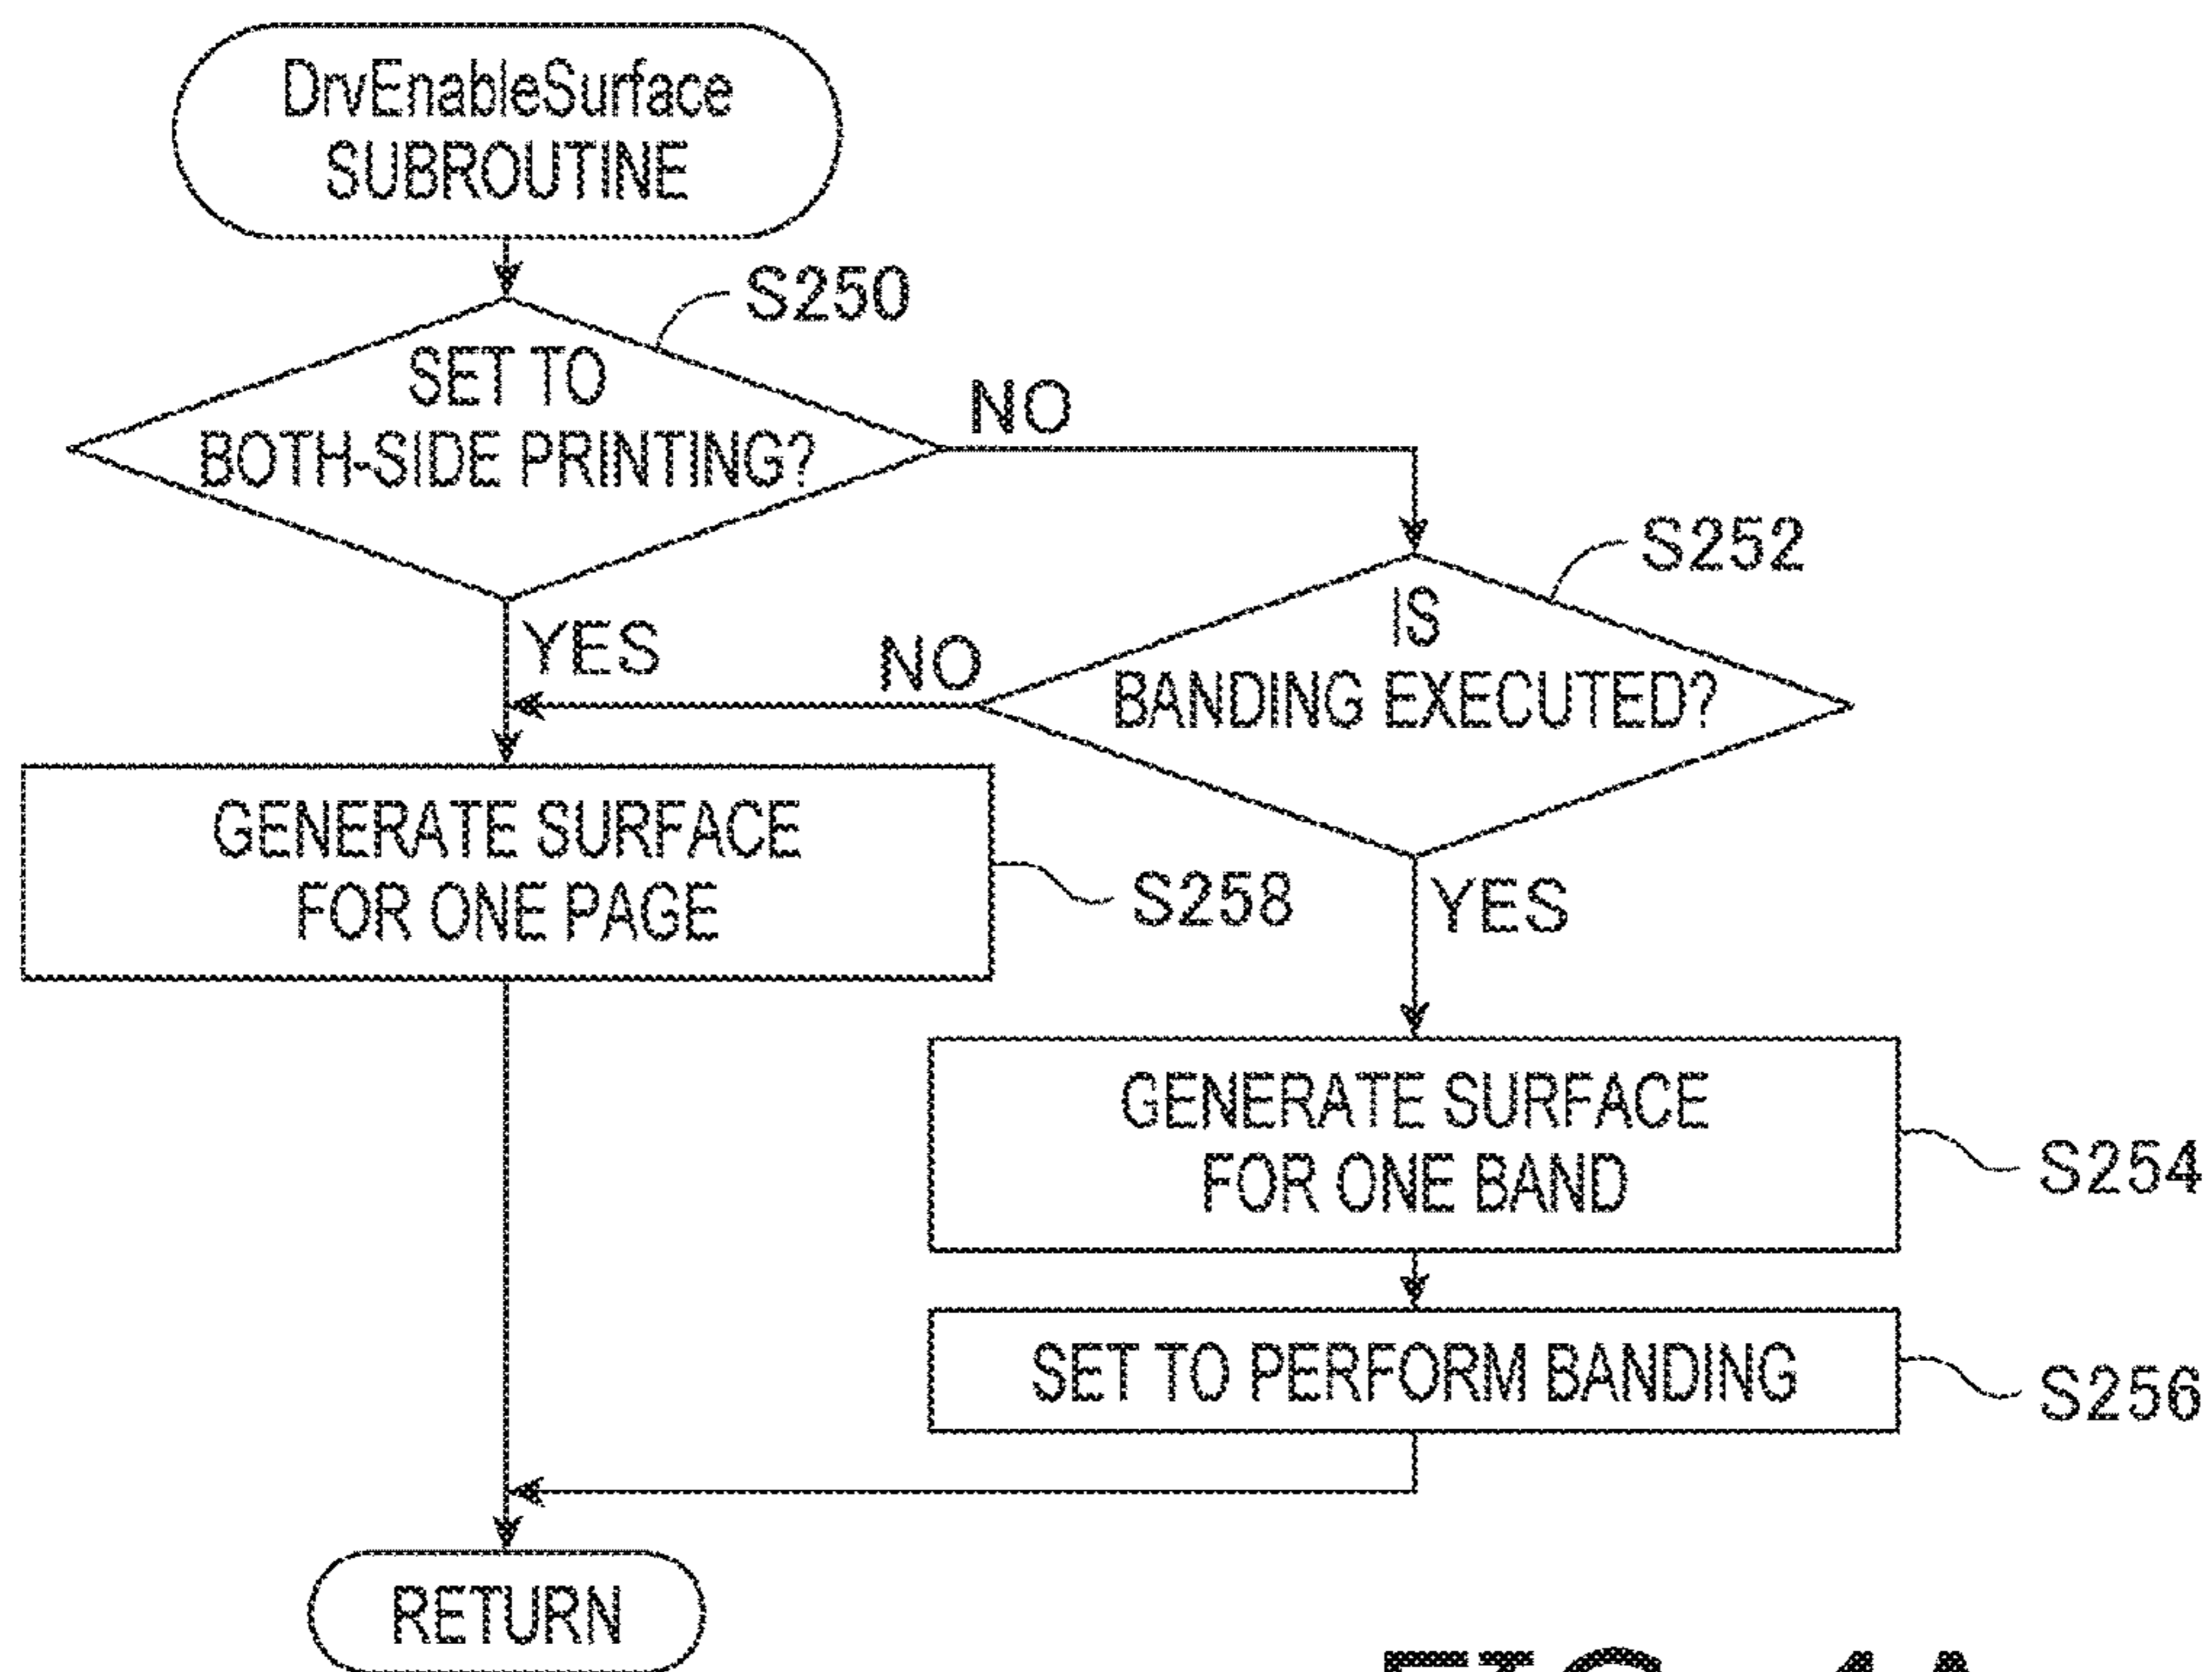 DrvEnableSurface
SUBROUTINE
S250
SET TO
BOTH-SIDE PRINTING?
NO
S252
IS
BANDING EXECUTED?
YES
NO
GENERATE SURFACE
FOR ONE PAGE
S258
YES
GENERATE SURFACE
FOR ONE BAND
S254
SET TO PERFORM BANDING
S256
RETURN